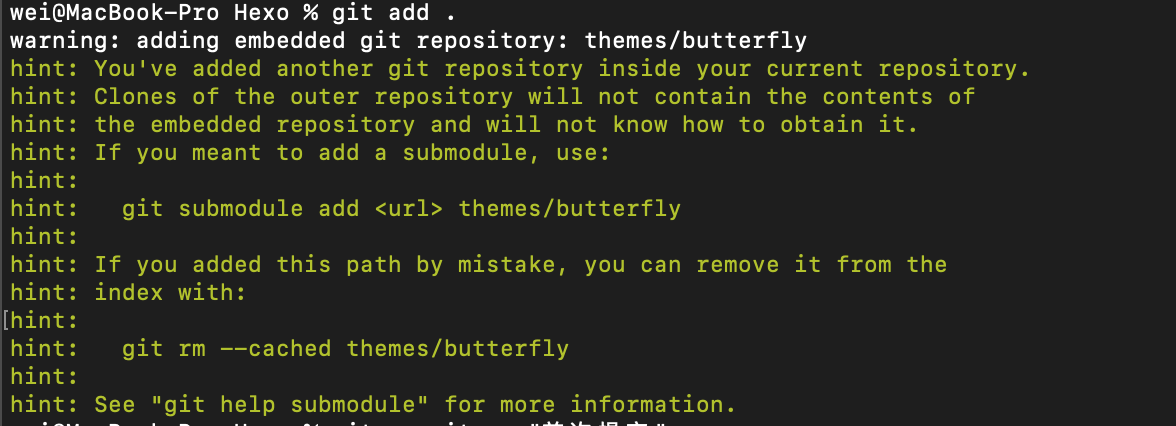 wei@MacBook-Pro Hexo % git add .
warning: adding embedded git repository: themes/butterfly
hint: You've added another git repository inside your current repository.
hint: Clones of the outer repository will not contain the contents of
hint: the embedded repository and will not know how to obtain it.
hint: If you meant to add a submodule, use:
hint:
hint:   git submodule add <url> themes/butterfly
hint:
hint: If you added this path by mistake, you can remove it from the
hint: index with:
[hint:
hint:   git rm --cached themes/butterfly
hint:
hint: See "git help submodule" for more information.